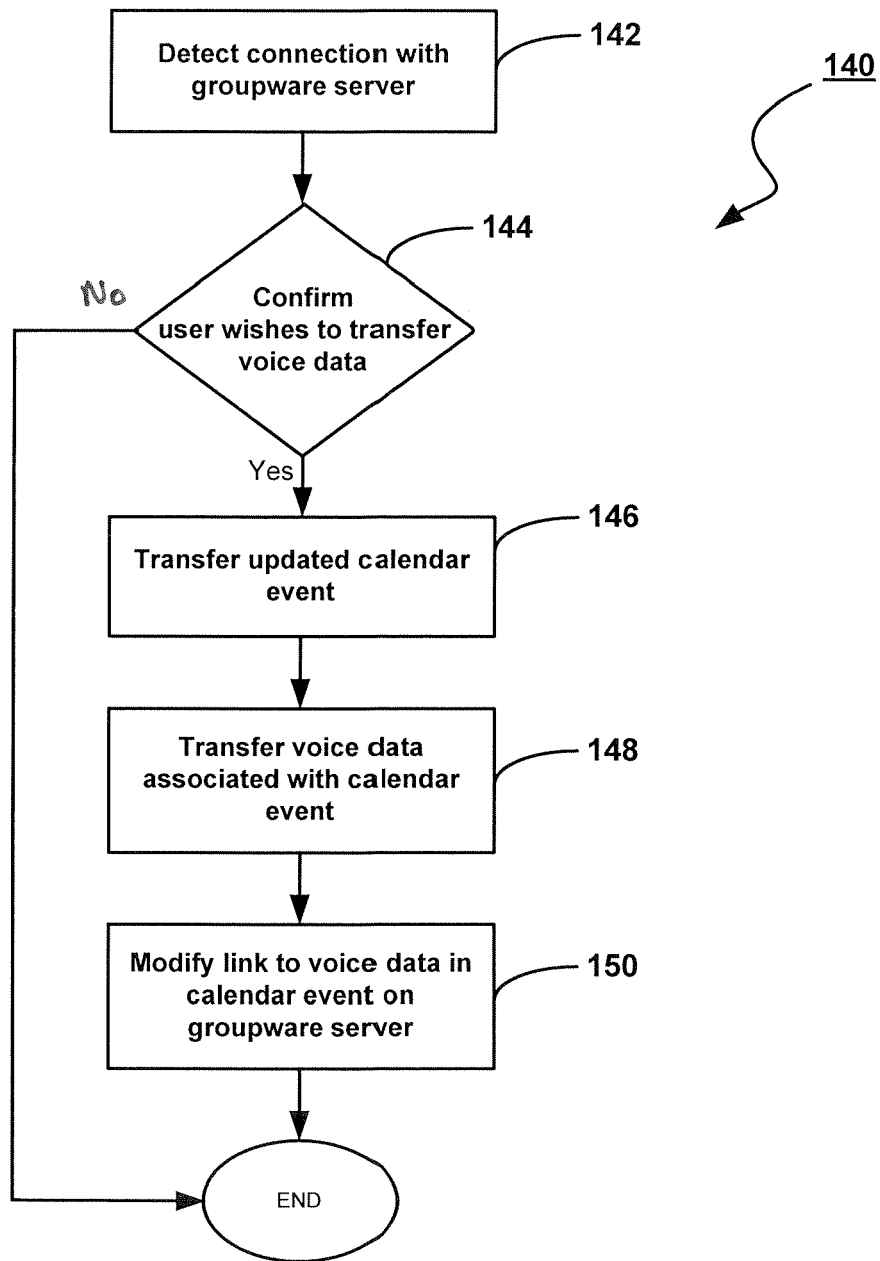 Detect connection with
groupware server
142
140
144
No
Confirm
user wishes to transfer
voice data
Yes
146
Transfer updated calendar
event
Transfer voice data
associated with calendar
event
148
Modify link to voice data in
calendar event on
groupware server
150
END